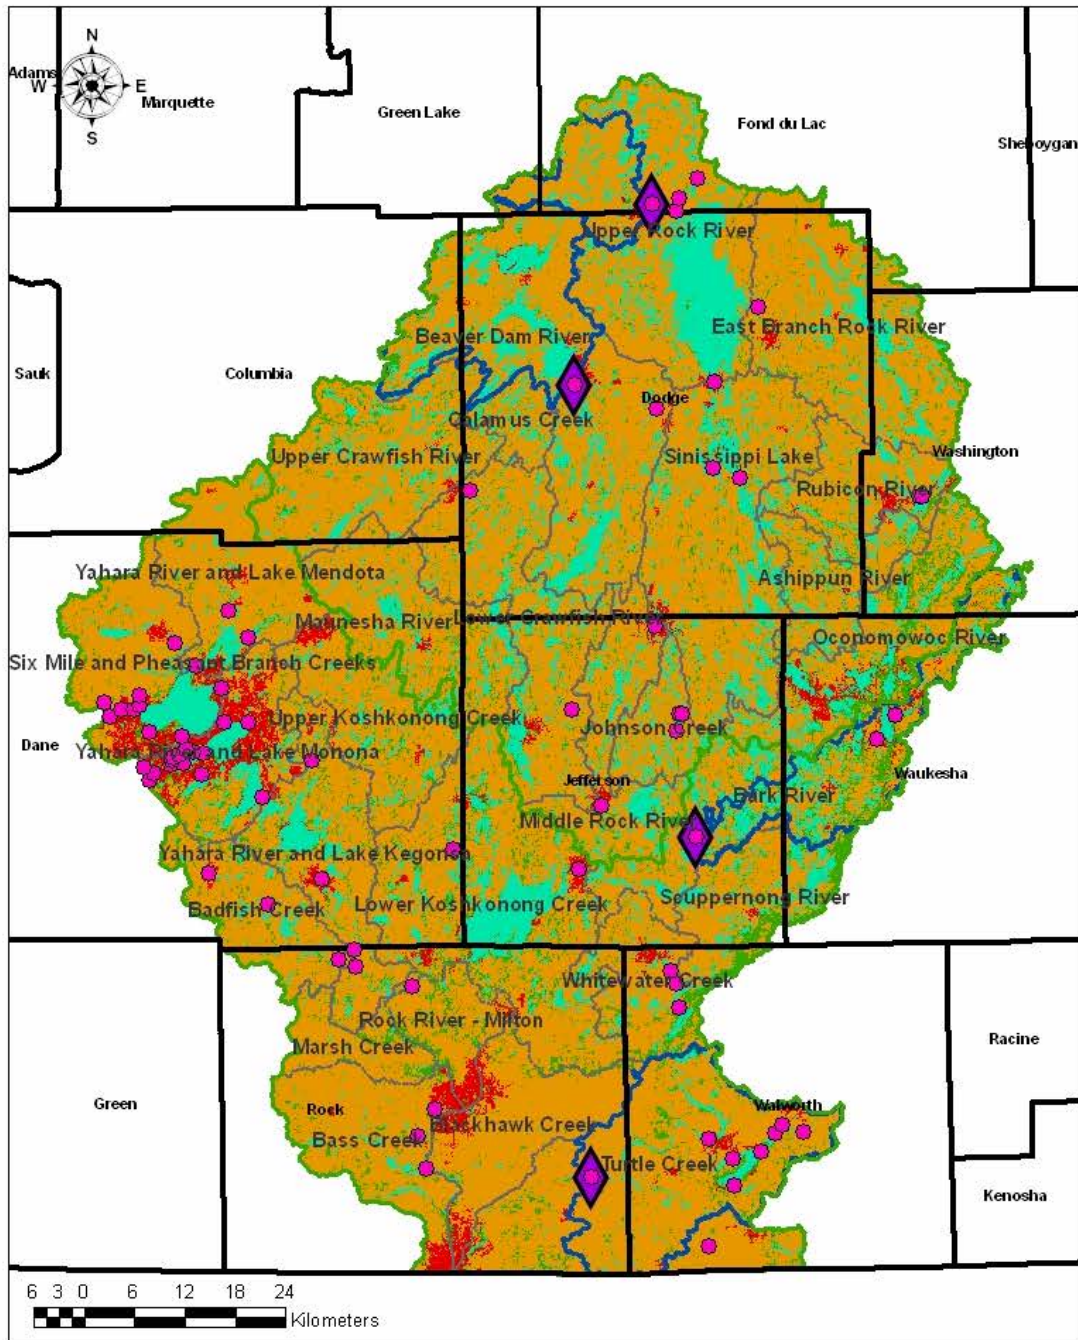 N
Adams
W E
Marquette
S
Green Lake
Fond du Lac
Sheboygan
Upper Rock River
East Branch Rock River
Beaver Dam River
Sauk
Columbia
Dodge
Calamus Creek
Upper Crawfish River
Sinissippi Lake
Washington
Rubicon River
Yahara River and Lake Mendota
Ashippun River
Maunesha River
Lower Crawfish River
Oconomowoc River
Six Mile and Pheasant Branch Creeks
Upper Koshkonong Creek
Johnson Creek
Dane
Yahara River and Lake Monona
Jefferson
Waukesha
Bark River
Middle Rock River
Yahara River and Lake Kegonsa
Scuppernong River
Badfish Creek
Lower Koshkonong Creek
Whitewater Creek
Rock River - Milton
Racine
Marsh Creek
Green
Rock
Walworth
Blackhawk Creek
Bass Creek
Turtle Creek
Kenosha
6 3 0 6 12 18 24
Kilometers